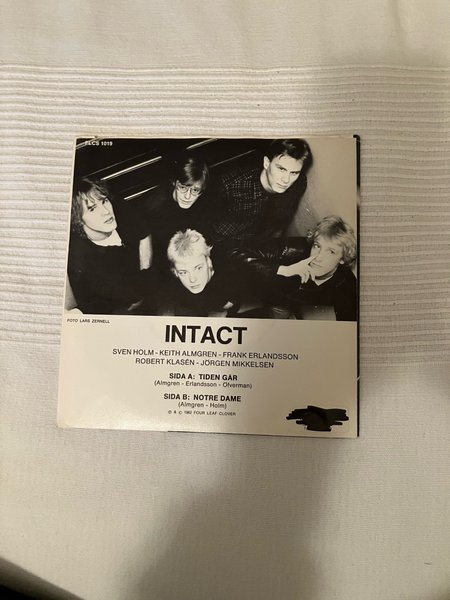 FLCS 1019
FOTO LARS ZERNELL
INTACT
SVEN HOLM - KEITH ALMGREN - FRANK ERLANDSSON
ROBERT KLASÉN - JÖRGEN MIKKELSEN
SIDA A: TIDEN GÅR
(Almgren - Erlandsson - Ölverman)
SIDA B: NOTRE DAME
(Almgren - Holm)
℗ & © 1982 FOUR LEAF CLOVER